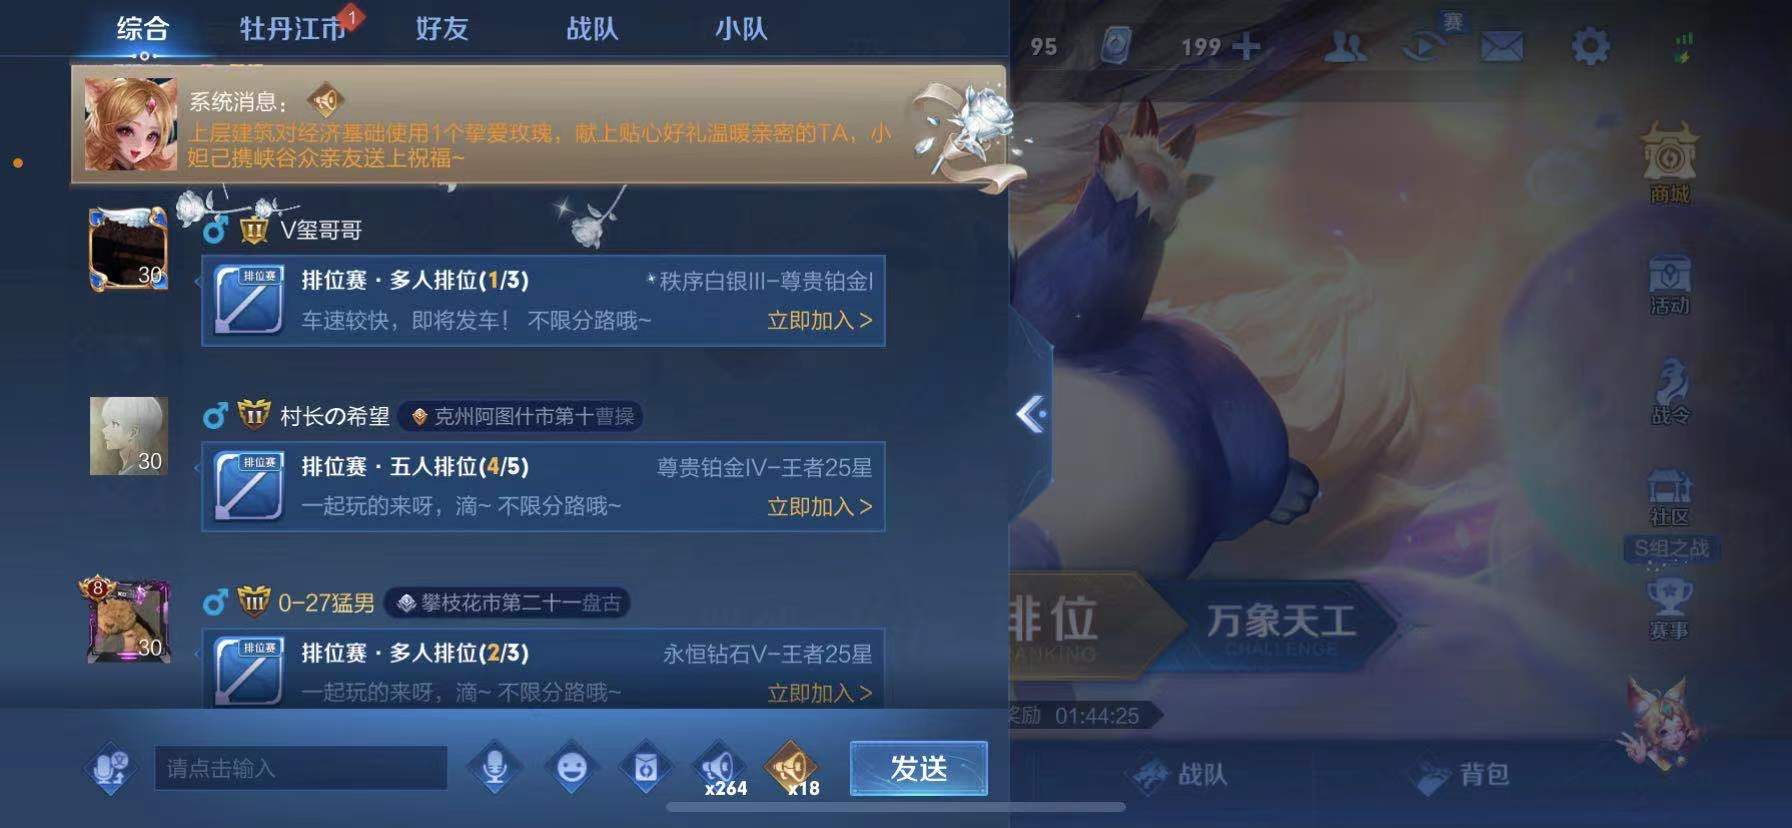 综合
牡丹江市
1
好友
战队
小队
系统消息：
上层建筑对经济基础使用1个挚爱玫瑰，献上贴心好礼温暖亲密的TA，小
妲己携峡谷众亲友送上祝福~
30
II
V玺哥哥
排位赛
排位赛·多人排位(1/3)
秩序白银III-尊贵铂金I
车速较快，即将发车！ 不限分路哦~
立即加入>
30
II
村长の希望
克州阿图什市第十曹操
排位赛
排位赛·五人排位(4/5)
尊贵铂金IV-王者25星
一起玩的来呀，滴~ 不限分路哦~
立即加入>
8
30
III
0-27猛男
攀枝花市第二十一盘古
排位赛
排位赛·多人排位(2/3)
永恒钻石V-王者25星
一起玩的来呀，滴~ 不限分路哦~
立即加入>
请点击输入
x264
x18
发送
95
199
赛
商城
活动
战令
社区
S组之战
赛事
排位
RANKING
万象天工
CHALLENGE
奖励 01:44:25
战队
背包